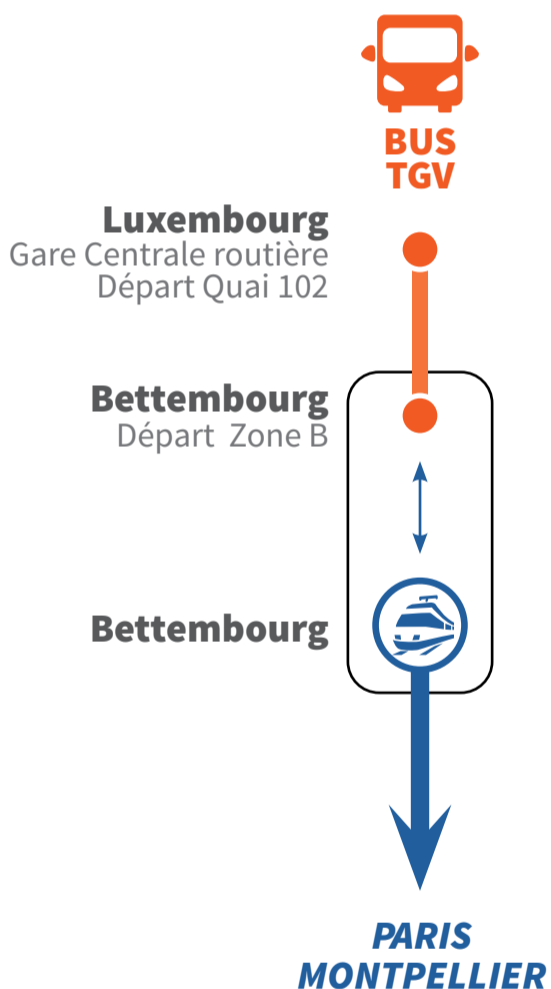 BUS
TGV
Luxembourg
Gare Centrale routière
Départ Quai 102
Bettembourg
Départ Zone B
Bettembourg
PARIS
MONTPELLIER